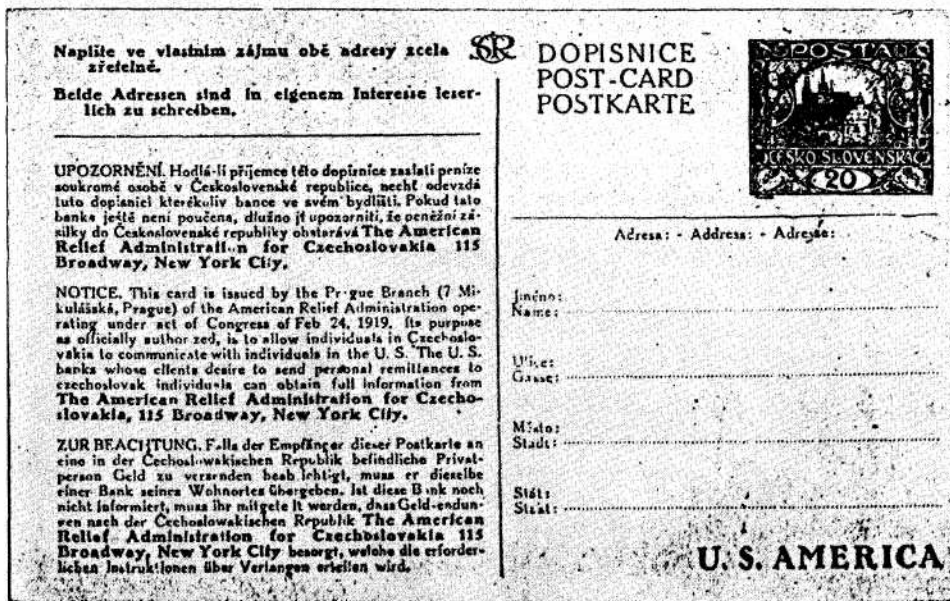 Napište ve vlastním zájmu obě adresy zcela
zřetelně.
Beide Adressen sind in eigenem Interesse leser-
lich zu schreiben.
UPOZORNĚNÍ. Hodlá-li příjemce této dopisnice zaslati peníze
soukromé osobě v Československé republice, nechť odevzdá
tuto dopisnici kterékoliv bance ve svém bydlišti. Pokud tato
banka ještě není poučena, dlužno ji upozorniti, že peněžní zá-
silky do Československé republiky obstarává The American
Relief Administration for Czechoslovakia 115
Broadway, New York City.
NOTICE. This card is issued by the Prague Branch (7 Mi-
kulášská, Prague) of the American Relief Administration ope-
rating under act of Congress of Feb 24, 1919. Its purpose
as officially authorized, is to allow individuals in Czechoslo-
vakia to communicate with individuals in the U. S. The U. S.
banks whose clients desire to send personal remittances to
czechoslovak individuals can obtain full information from
The American Relief Administration for Czecho-
slovakia, 115 Broadway, New York City.
ZUR BEACHTUNG. Falls der Empfänger dieser Postkarte an
eine in der Čechoslowakischen Republik befindliche Privat-
person Geld zu versenden beabsichtigt, muss er dieselbe
einer Bank seines Wohnortes übergeben. Ist diese Bank noch
nicht informiert, muss ihr mitgeteilt werden, dass Geldsendun-
gen nach der Čechoslowakischen Republik The American
Relief Administration for Czechoslovakia 115
Broadway, New York City besorgt, welche die erforder-
lichen Instruktionen über Verlangen erteilen wird.
DOPISNICE
POST-CARD
POSTKARTE
POSTA
ČESKO SLOVENSKÁ
20
Adresa: - Address: - Adresse:
Jméno:
Name:
Ulice:
Gasse:
Místo:
Stadt:
Stát:
Staat:
U. S. AMERICA